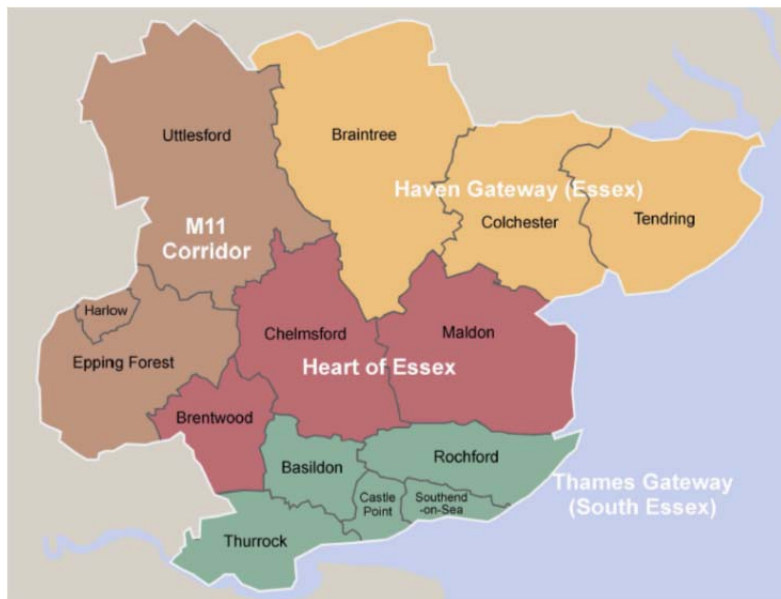 Uttlesford
Braintree
Haven Gateway (Essex)
Colchester
Tendring
M11
Corridor
Harlow
Epping Forest
Chelmsford
Maldon
Heart of Essex
Brentwood
Basildon
Rochford
Castle
Point
Southend
-on-Sea
Thames Gateway
(South Essex)
Thurrock